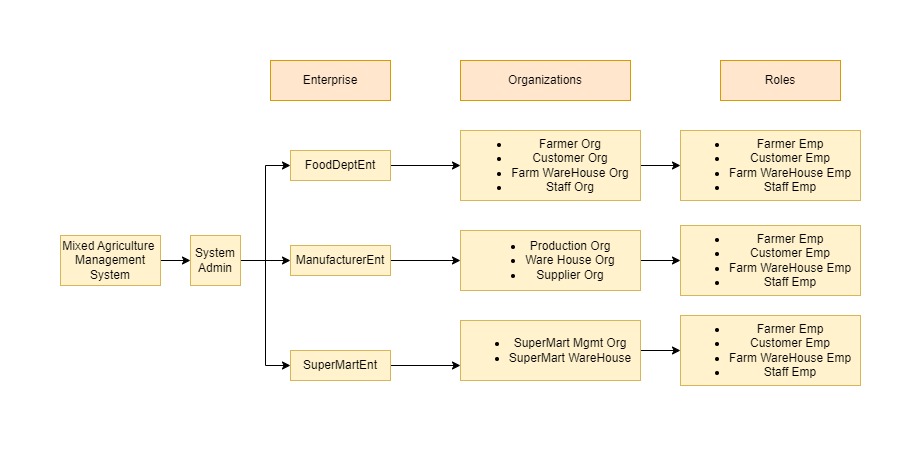 Enterprise
Organizations
Roles
FoodDeptEnt
• Farmer Org
• Customer Org
• Farm WareHouse Org
• Staff Org
• Farmer Emp
• Customer Emp
• Farm WareHouse Emp
• Staff Emp
Mixed Agriculture
Management
System
System
Admin
ManufacturerEnt
• Production Org
• Ware House Org
• Supplier Org
• Farmer Emp
• Customer Emp
• Farm WareHouse Emp
• Staff Emp
SuperMartEnt
• SuperMart Mgmt Org
• SuperMart WareHouse
• Farmer Emp
• Customer Emp
• Farm WareHouse Emp
• Staff Emp